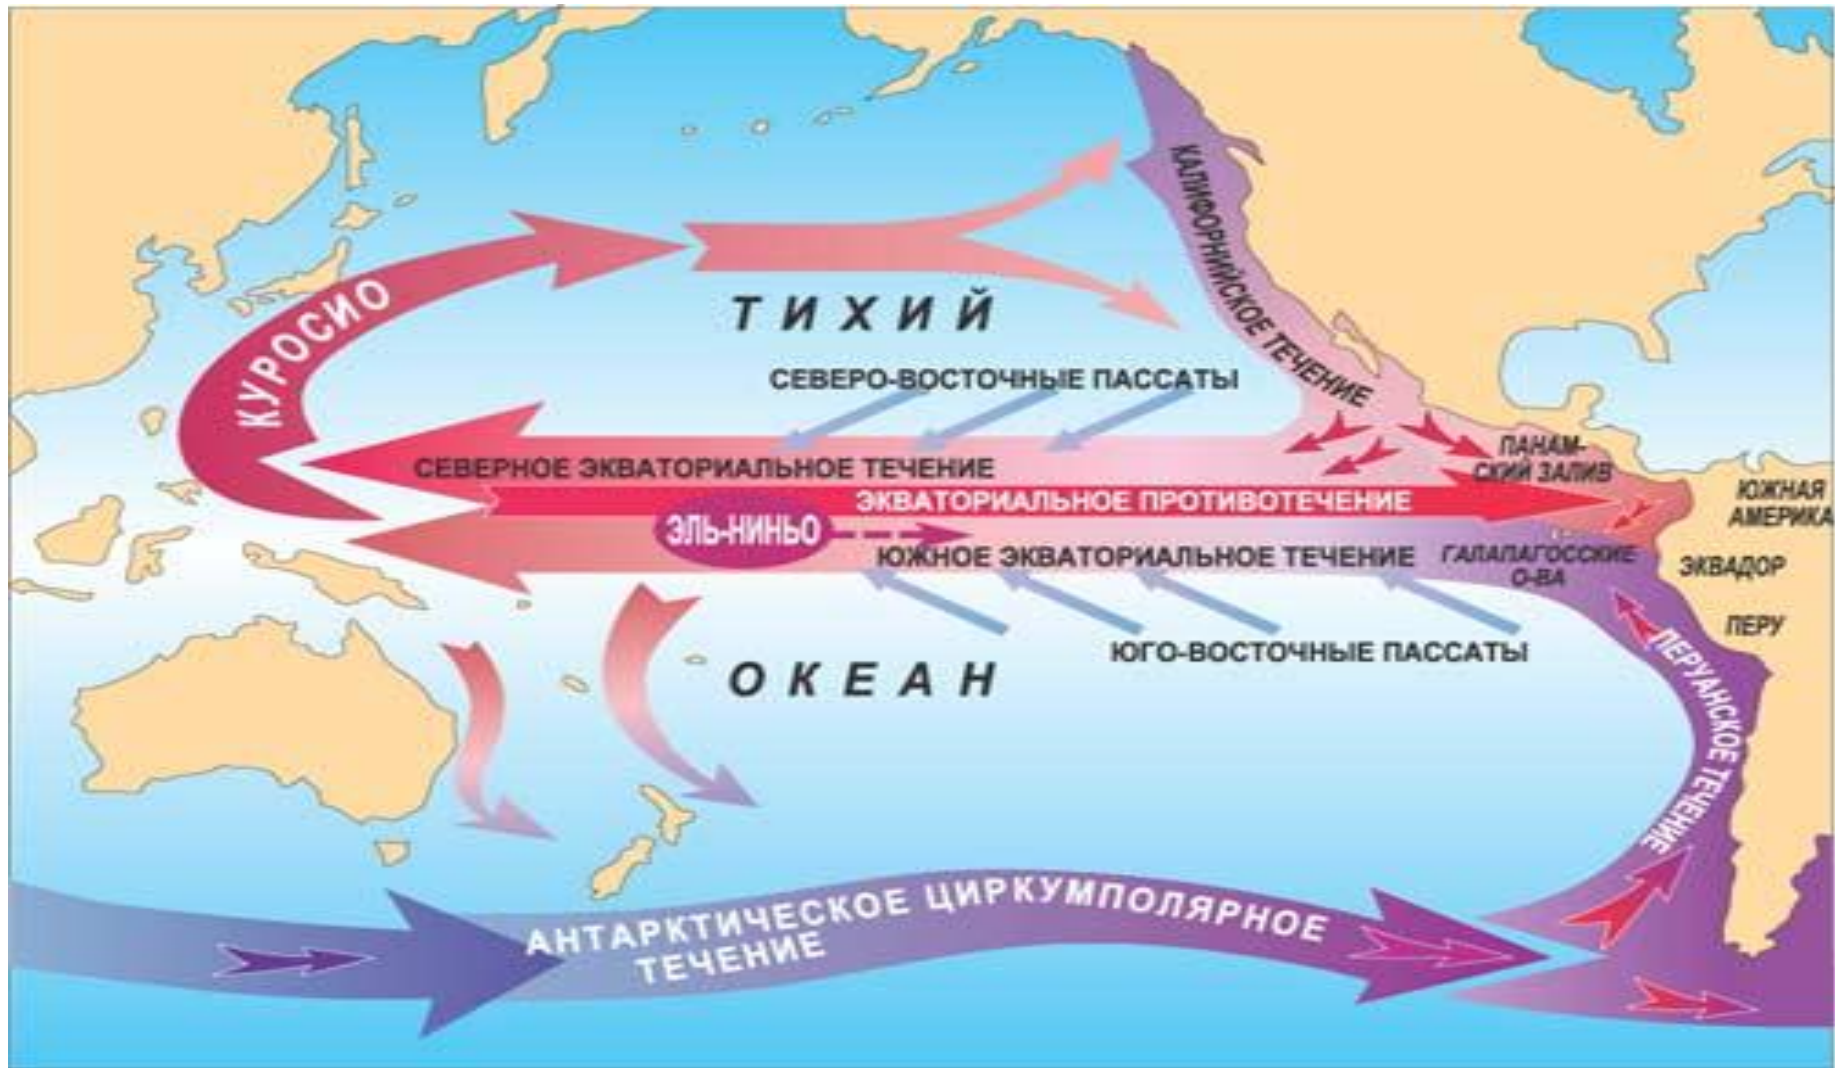 КАЛИФОРНИЙСКОЕ ТЕЧЕНИЕ
КУРОСИО
ТИХИЙ
СЕВЕРО-ВОСТОЧНЫЕ ПАССАТЫ
СЕВЕРНОЕ ЭКВАТОРИАЛЬНОЕ ТЕЧЕНИЕ
ПАНАМ-
СКИЙ ЗАЛИВ
ЭКВАТОРИАЛЬНОЕ ПРОТИВОТЕЧЕНИЕ
ЮЖНАЯ
АМЕРИКА
ЭЛЬ-НИНЬО
ЮЖНОЕ ЭКВАТОРИАЛЬНОЕ ТЕЧЕНИЕ
ГАЛАПАГОССКИЕ
О-ВА
ЭКВАДОР
ПЕРУ
ЮГО-ВОСТОЧНЫЕ ПАССАТЫ
ОКЕАН
ПЕРУАНСКОЕ ТЕЧЕНИЕ
АНТАРКТИЧЕСКОЕ ЦИРКУМПОЛЯРНОЕ
ТЕЧЕНИЕ